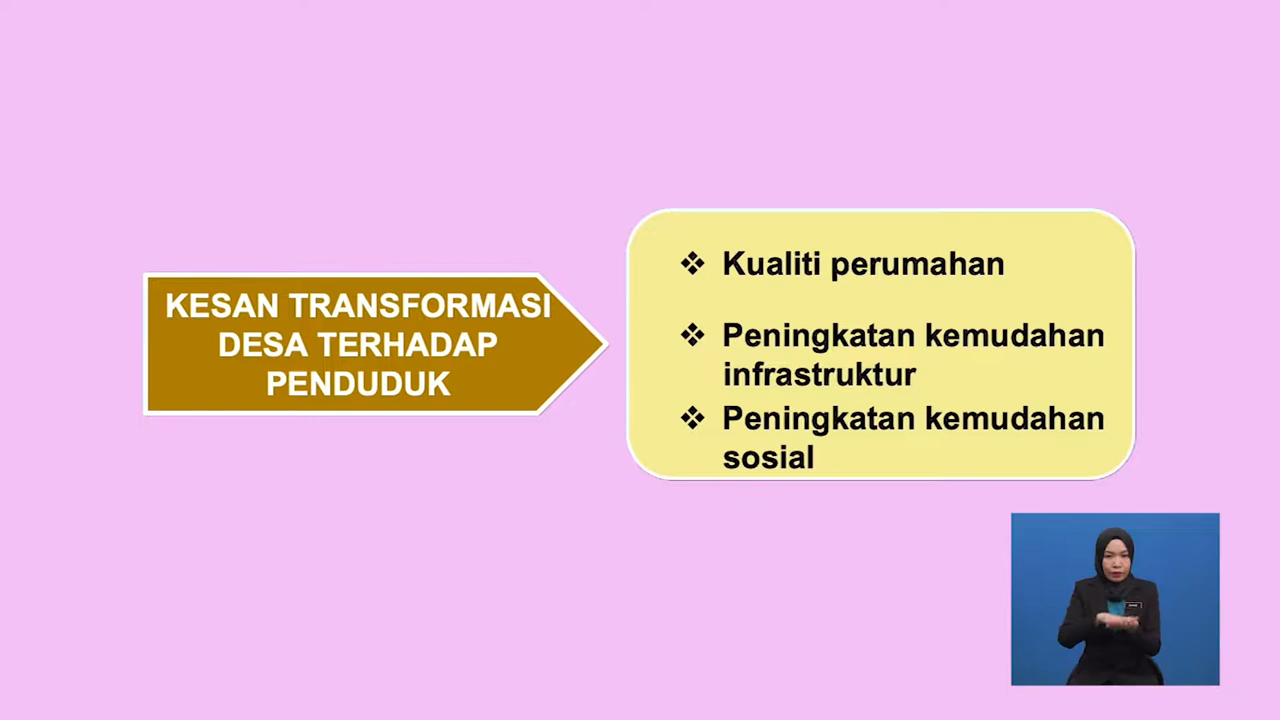 KESAN TRANSFORMASI
DESA TERHADAP
PENDUDUK
❖ Kualiti perumahan
❖ Peningkatan kemudahan
infrastruktur
❖ Peningkatan kemudahan
sosial